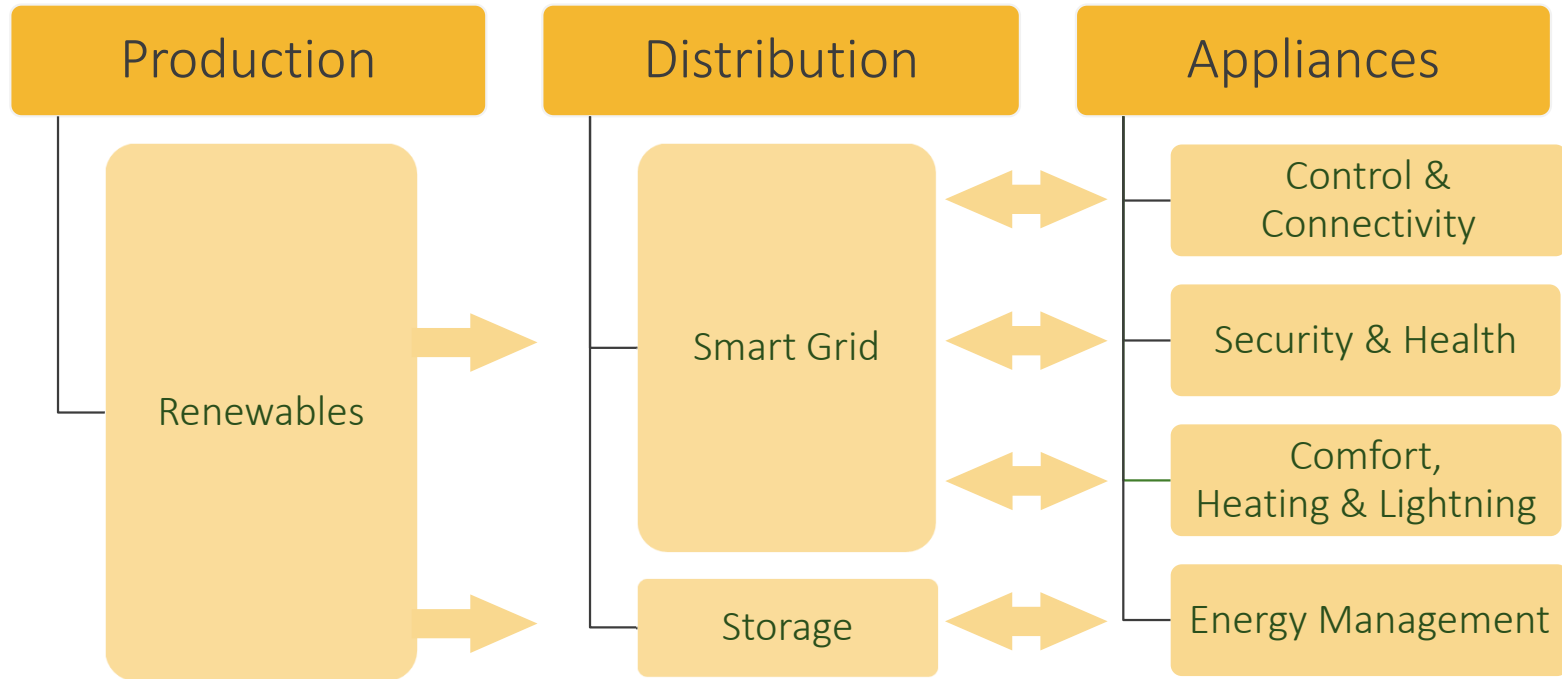 Production
Renewables
Distribution
Smart Grid
Storage
Appliances
Control &
Connectivity
Security & Health
Comfort,
Heating & Lightning
Energy Management